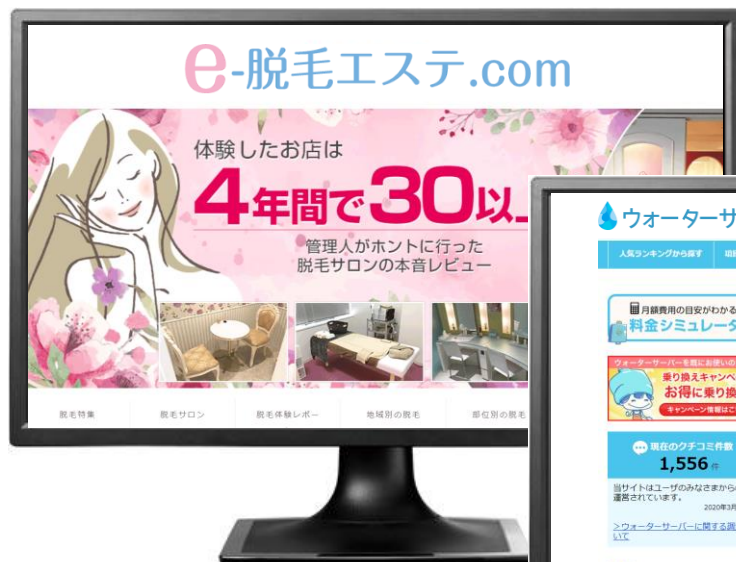 e-脱毛エステ.com
体験したお店は
4年間で30以
管理人がホントに行った
脱毛サロンの本音レビュー
脱毛特集 脱毛サロン 脱毛体験レポー 地域別の脱毛 部位別の脱毛
ウォーターサ
人気ランキングから探す
月額費用の目安がわかる
料金シミュレータ
ウォーターサーバーを既にお使いの
乗り換えキャンペ
お得に乗り換
キャンペーン情報はこ
現在のクチコミ件数
1,556 件
当サイトはユーザのみなさまから
運営されています。
2020年3月
>ウォーターサーバーに関する調
いて